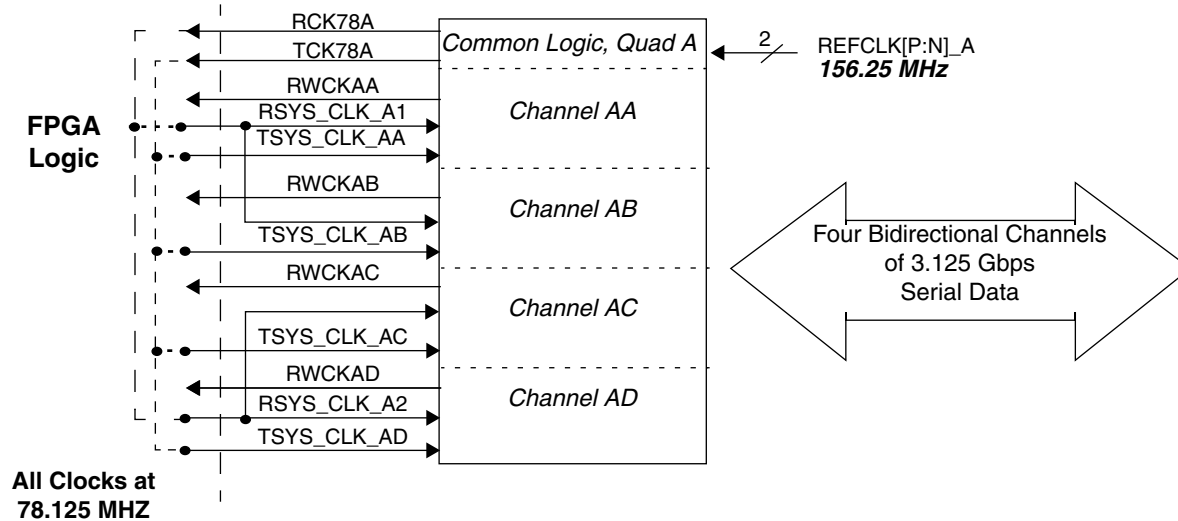 RCK78A
Common Logic, Quad A
2
REFCLK[P:N]_A
156.25 MHz
TCK78A
RWCKAA
Channel AA
RSYS_CLK_A1
FPGA
Logic
TSYS_CLK_AA
RWCKAB
Channel AB
TSYS_CLK_AB
Four Bidirectional Channels
of 3.125 Gbps
Serial Data
RWCKAC
Channel AC
TSYS_CLK_AC
RWCKAD
Channel AD
RSYS_CLK_A2
TSYS_CLK_AD
All Clocks at
78.125 MHZ